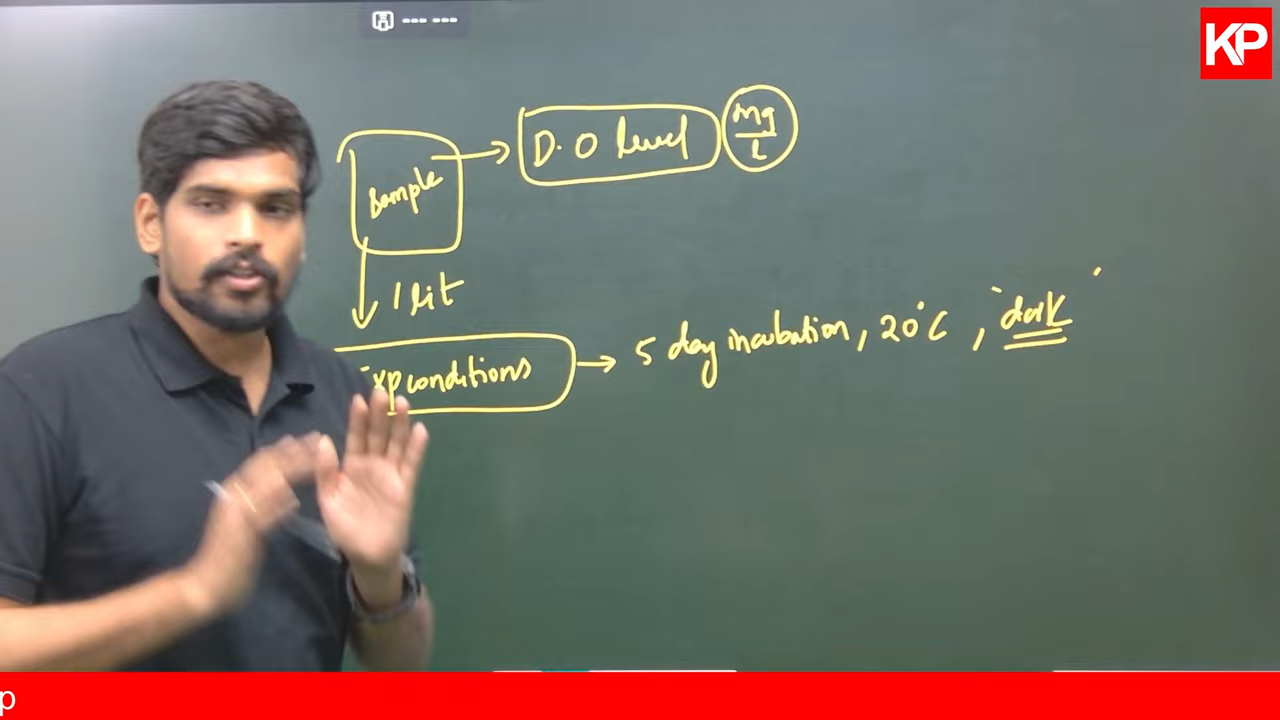 KP
D.O level mg/L
Sample
1 lit
Exp conditions → 5 day incubation, 20°C, "dark"
p